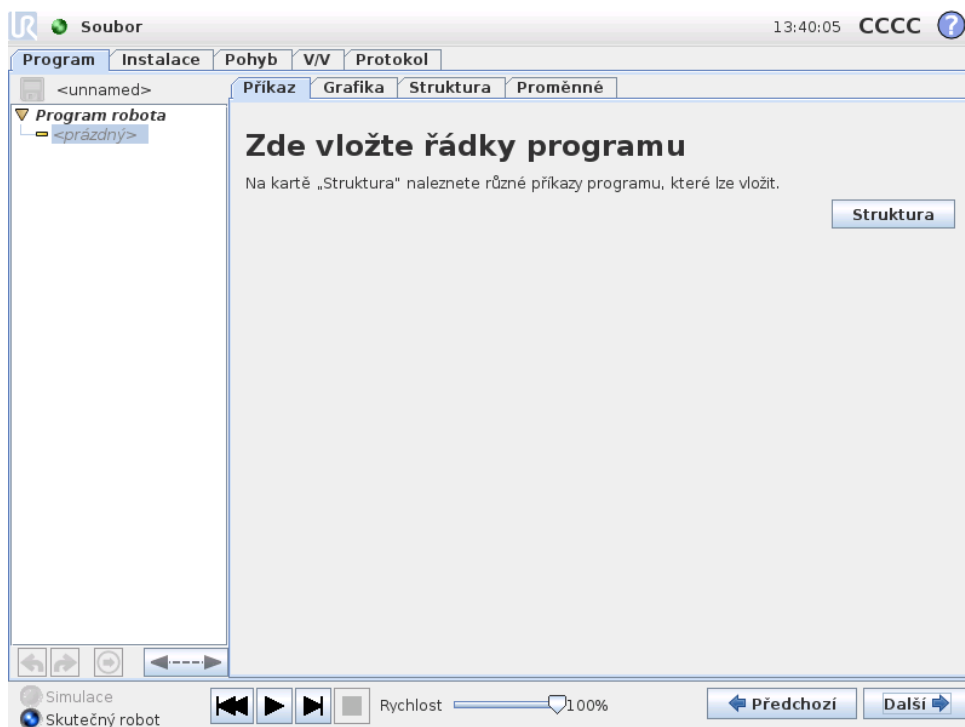 UR Soubor 13:40:05 CCCC ?
Program Instalace Pohyb V/V Protokol
<unnamed> Příkaz Grafika Struktura Proměnné
Program robota
<prázdný>
Zde vložte řádky programu
Na kartě „Struktura" naleznete různé příkazy programu, které lze vložit.
Struktura
Simulace
Skutečný robot
Rychlost 100%
Předchozí Další